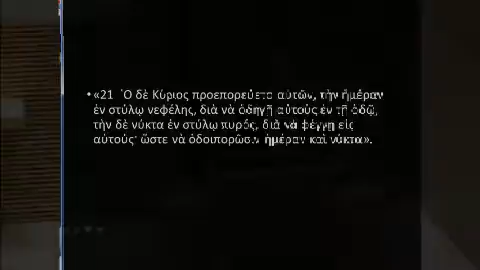 • «21 Ὁ δὲ Κύριος προεπορεύετο αὐτῶν, τὴν ἡμέραν
ἐν στύλῳ νεφέλης, διὰ νὰ ὁδηγῇ αὐτοὺς ἐν τῇ ὁδῷ,
τὴν δὲ νύκτα ἐν στύλῳ πυρός, διὰ νὰ φέγγῃ εἰς
αὐτούς· ὥστε νὰ ὁδοιπορῶσιν ἡμέραν καὶ νύκτα».